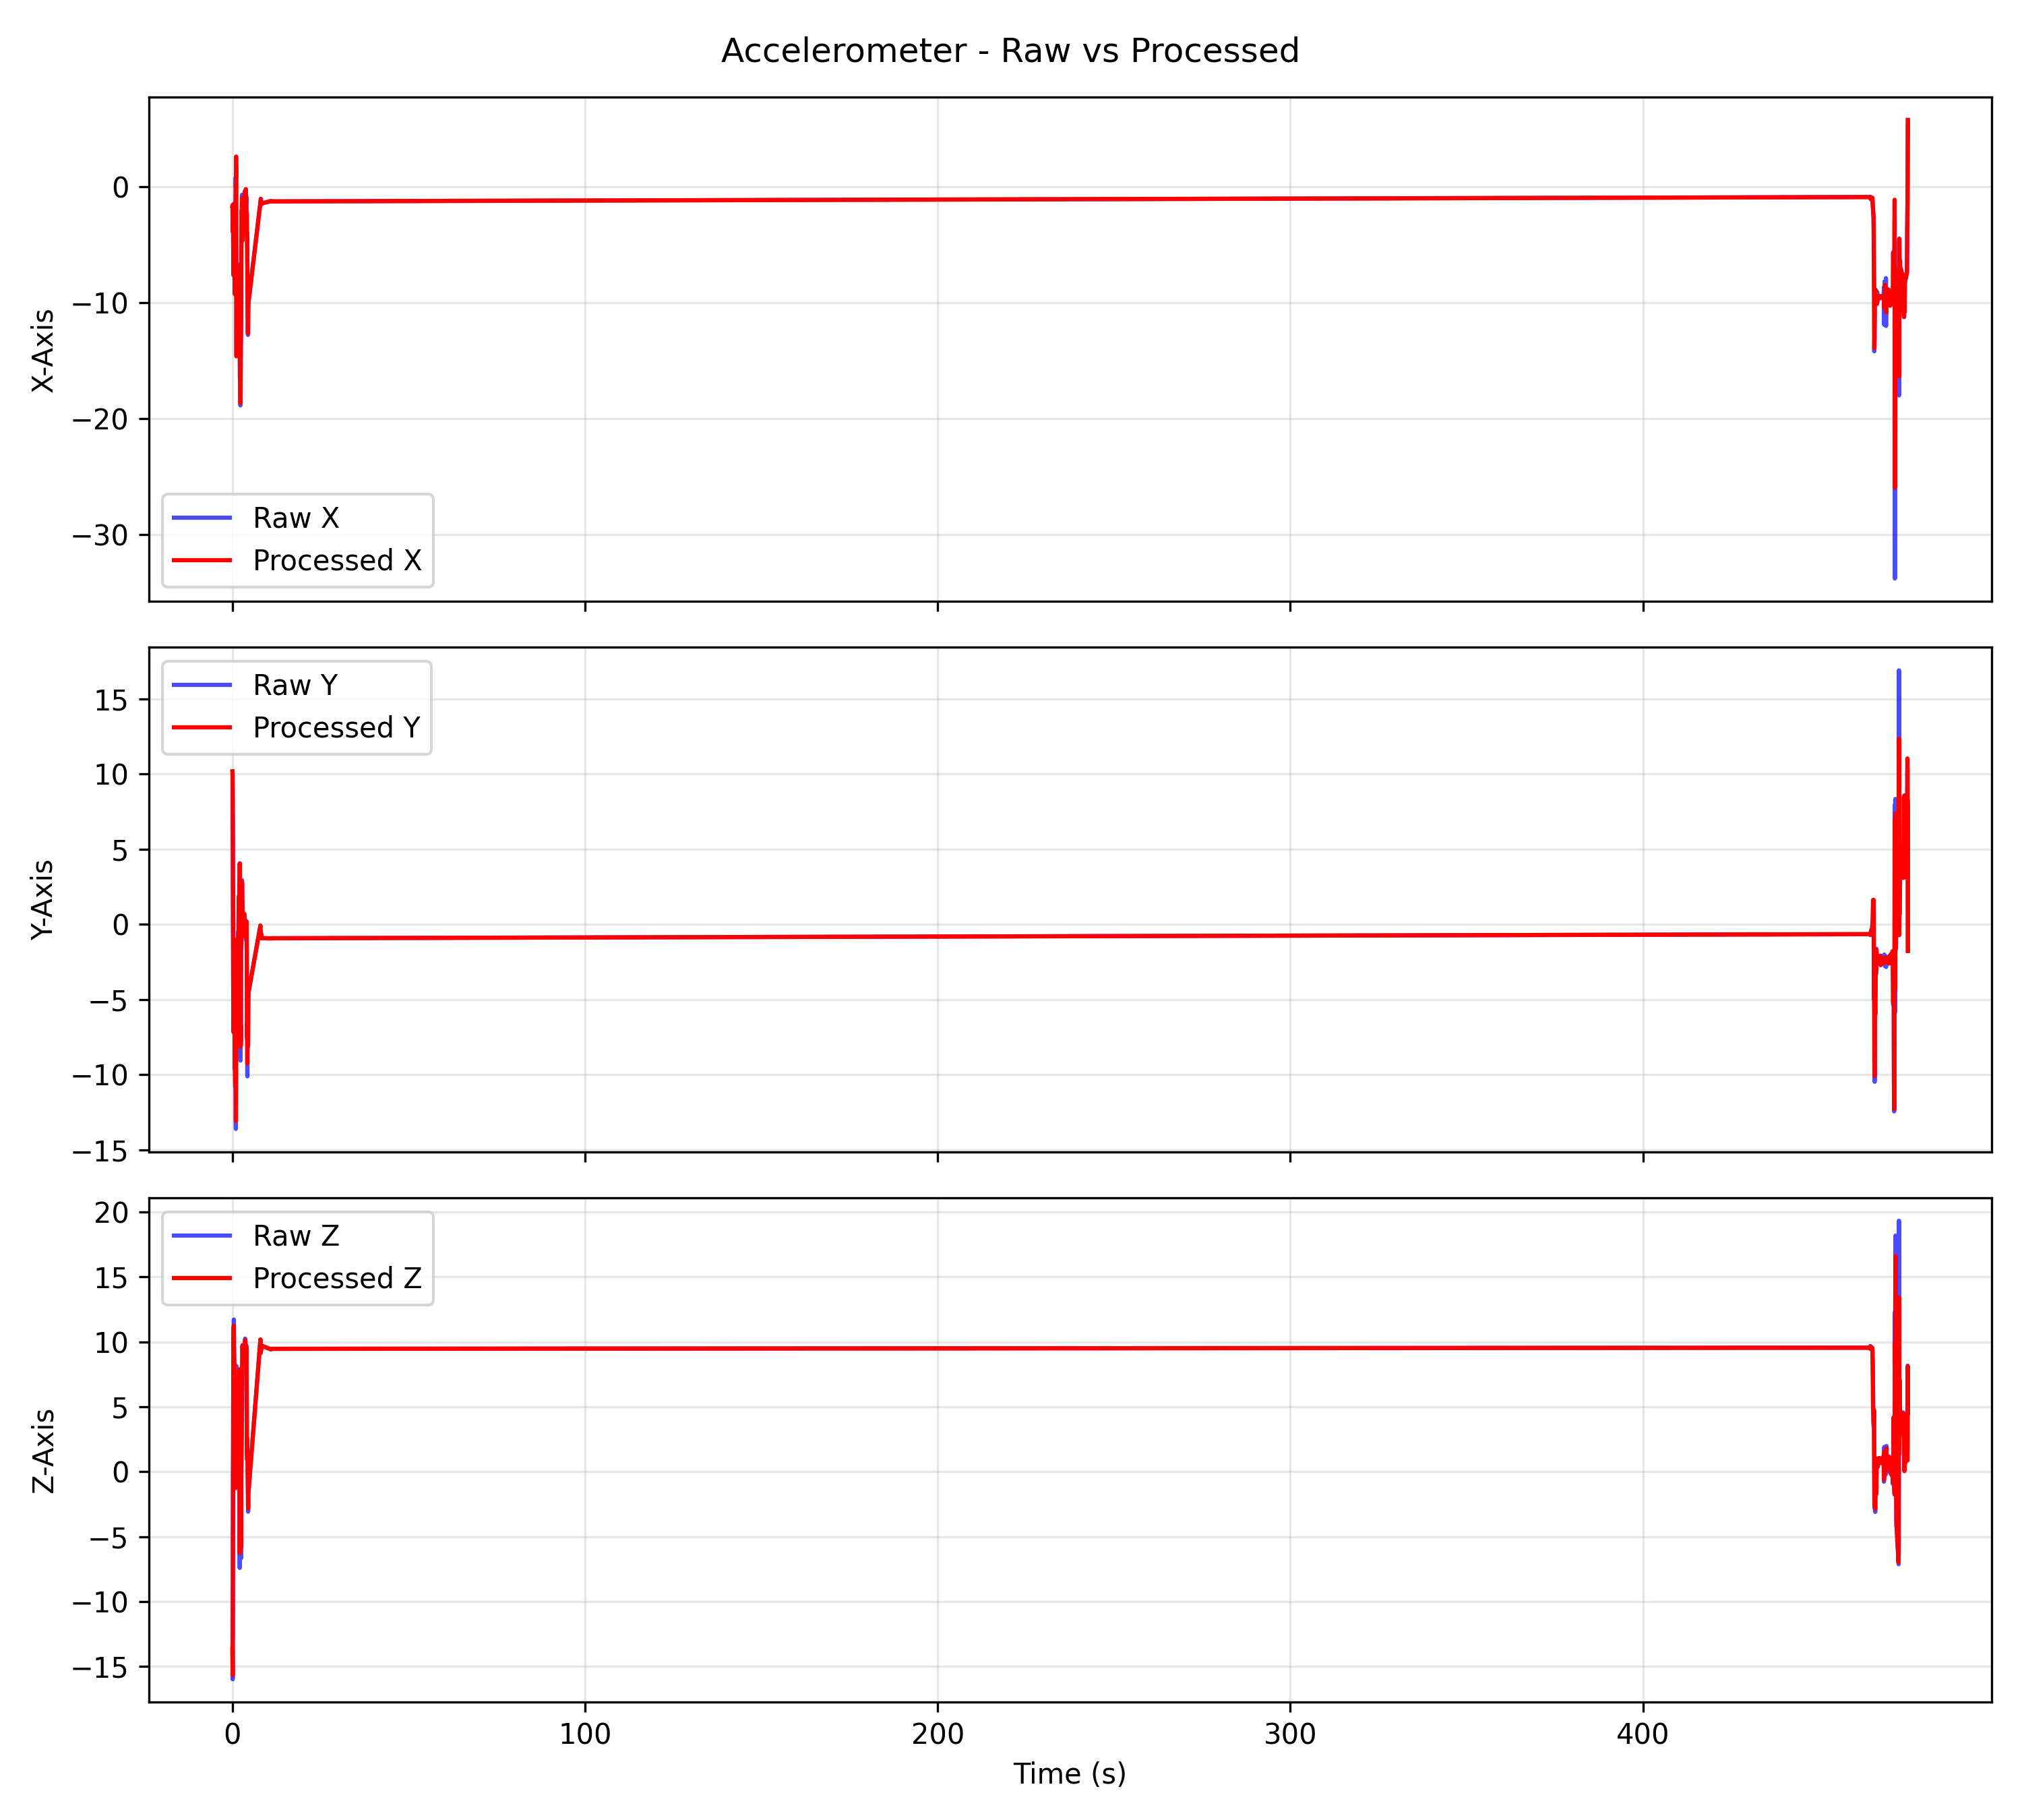 Accelerometer - Raw vs Processed
X-Axis
0
−10
−20
−30
Raw X
Processed X
Y-Axis
15
10
5
0
−5
−10
−15
Raw Y
Processed Y
Z-Axis
20
15
10
5
0
−5
−10
−15
Raw Z
Processed Z
0 100 200 300 400
Time (s)